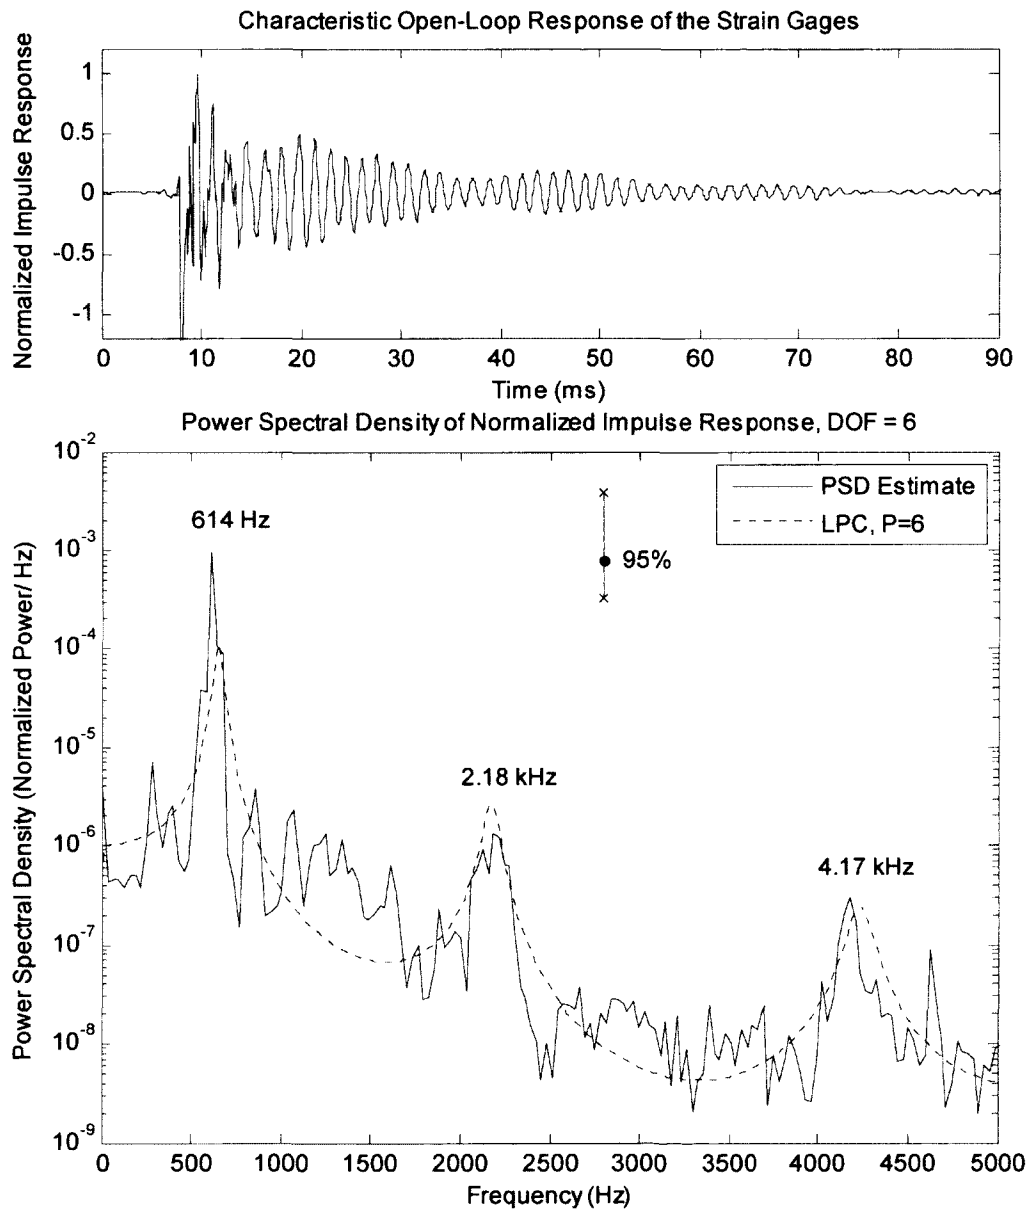 Characteristic Open-Loop Response of the Strain Gages
Normalized Impulse Response
1
0.5
0
-0.5
-1
0 10 20 30 40 50 60 70 80 90
Time (ms)
Power Spectral Density of Normalized Impulse Response, DOF = 6
Power Spectral Density (Normalized Power/ Hz)
10^-2
10^-3
10^-4
10^-5
10^-6
10^-7
10^-8
10^-9
PSD Estimate
LPC, P=6
614 Hz
95%
2.18 kHz
4.17 kHz
0 500 1000 1500 2000 2500 3000 3500 4000 4500 5000
Frequency (Hz)